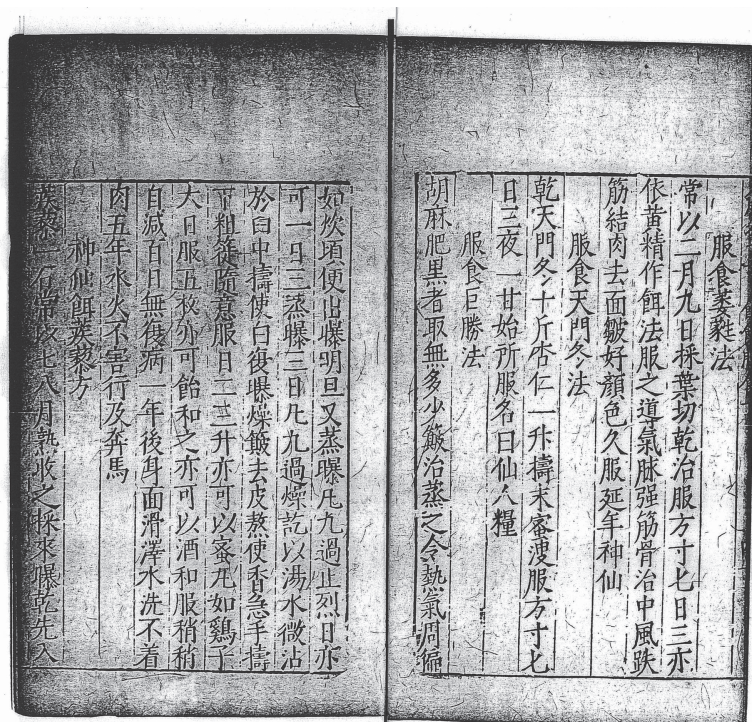 服食萎蕤法
常以二月九日採葉切乾治服方寸匕日三亦
依黃精作餌法服之導氣脉强筋骨治中風跌
筋結肉去面皺好顔色久服延年神仙
服食天門冬法
乾天門冬十斤杏仁一升擣末蜜溲服方寸匕
日三夜一甘始所服名曰仙人糧
服食巨勝法
胡麻肥黑者取無多少簸治蒸之令熱氣周徧
如炊頃便出曝明旦又蒸曝凡九過止烈日亦
可一日三蒸曝三日凡九過燥訖以湯水微沾
於臼中擣使白復曝燥簸去皮熬使香急手擣
下粗簁隨意服日二三升亦可以蜜丸如鷄子
大日服五枚亦可飴和之亦可以酒和服稍稍
自減百日無復病一年後身面滑澤水洗不着
肉五年水火不害行及奔馬
神仙餌蒺藜方
蒺藜一石常以七八月熟收之採來曝乾先入